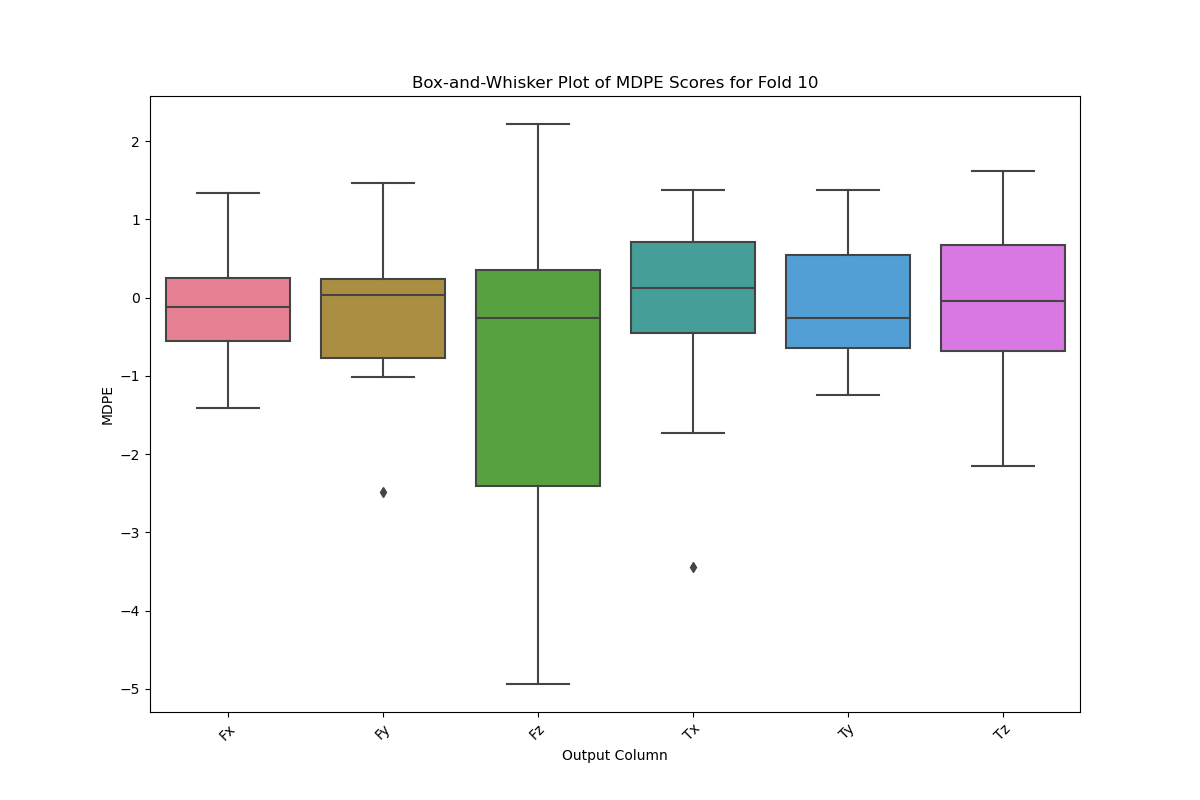 Box-and-Whisker Plot of MDPE Scores for Fold 10
MDPE
2
1
0
−1
−2
−3
−4
−5
Fx
Fy
Fz
Tx
Ty
Tz
Output Column